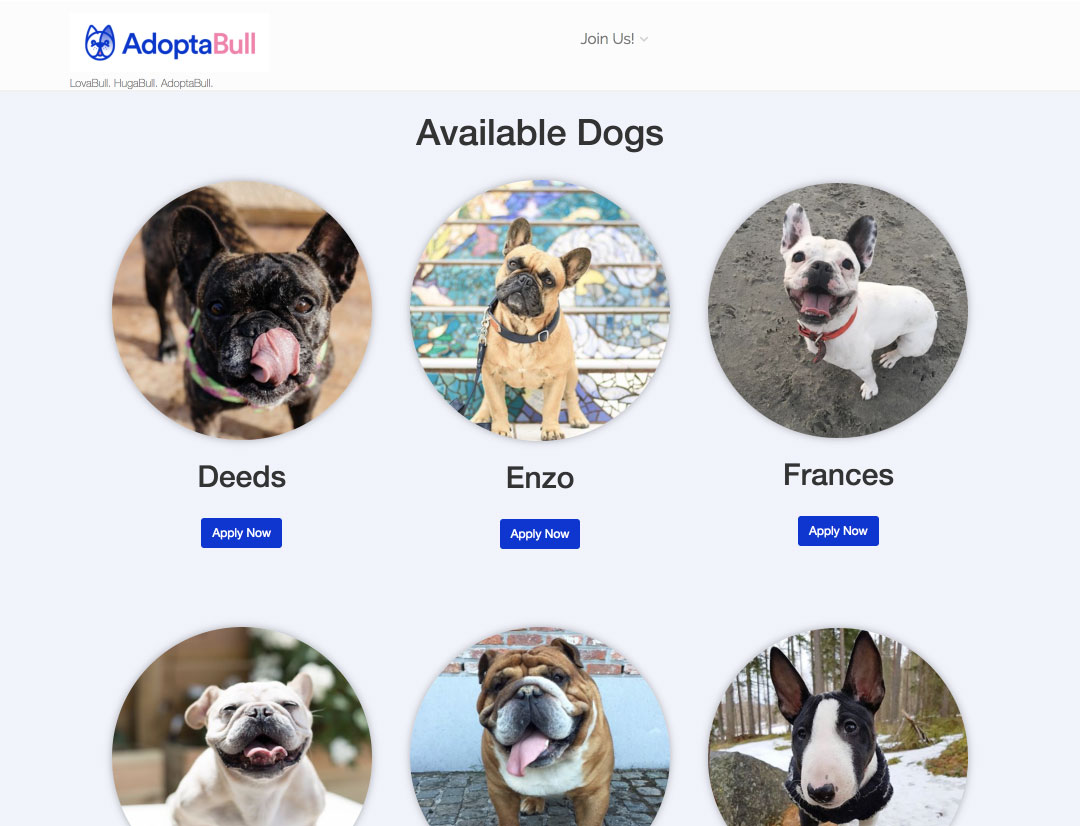 AdoptaBull
Join Us!
LovaBull. HugaBull. AdoptaBull.
Available Dogs
Deeds
Enzo
Frances
Apply Now
Apply Now
Apply Now